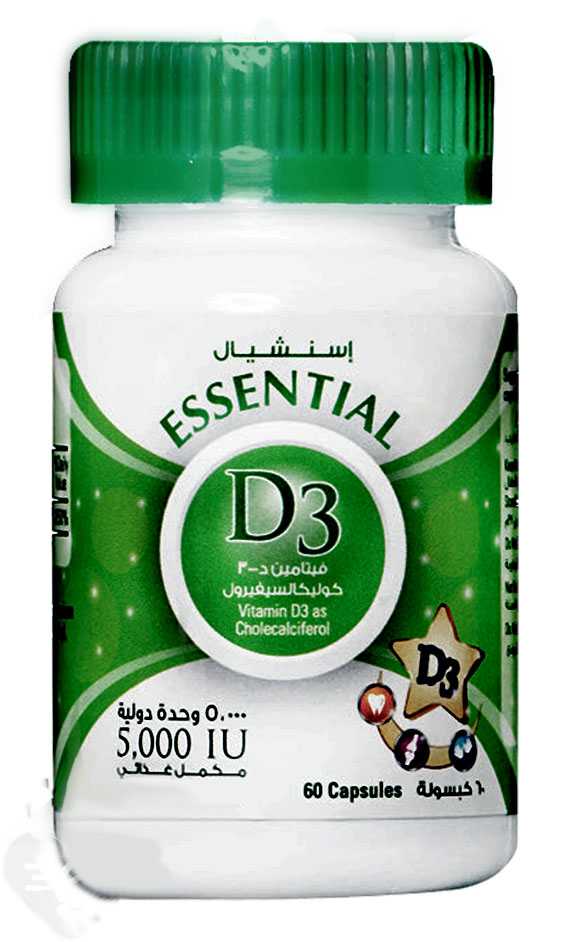 إسنشيال
ESSENTIAL
D3
فيتامين د-٣
كوليكالسيفيرول
Vitamin D3 as
Cholecalciferol
D3
٥,٠٠٠ وحدة دولية
5,000 IU
مكمل غذائي
60 Capsules ٦٠ كبسولة